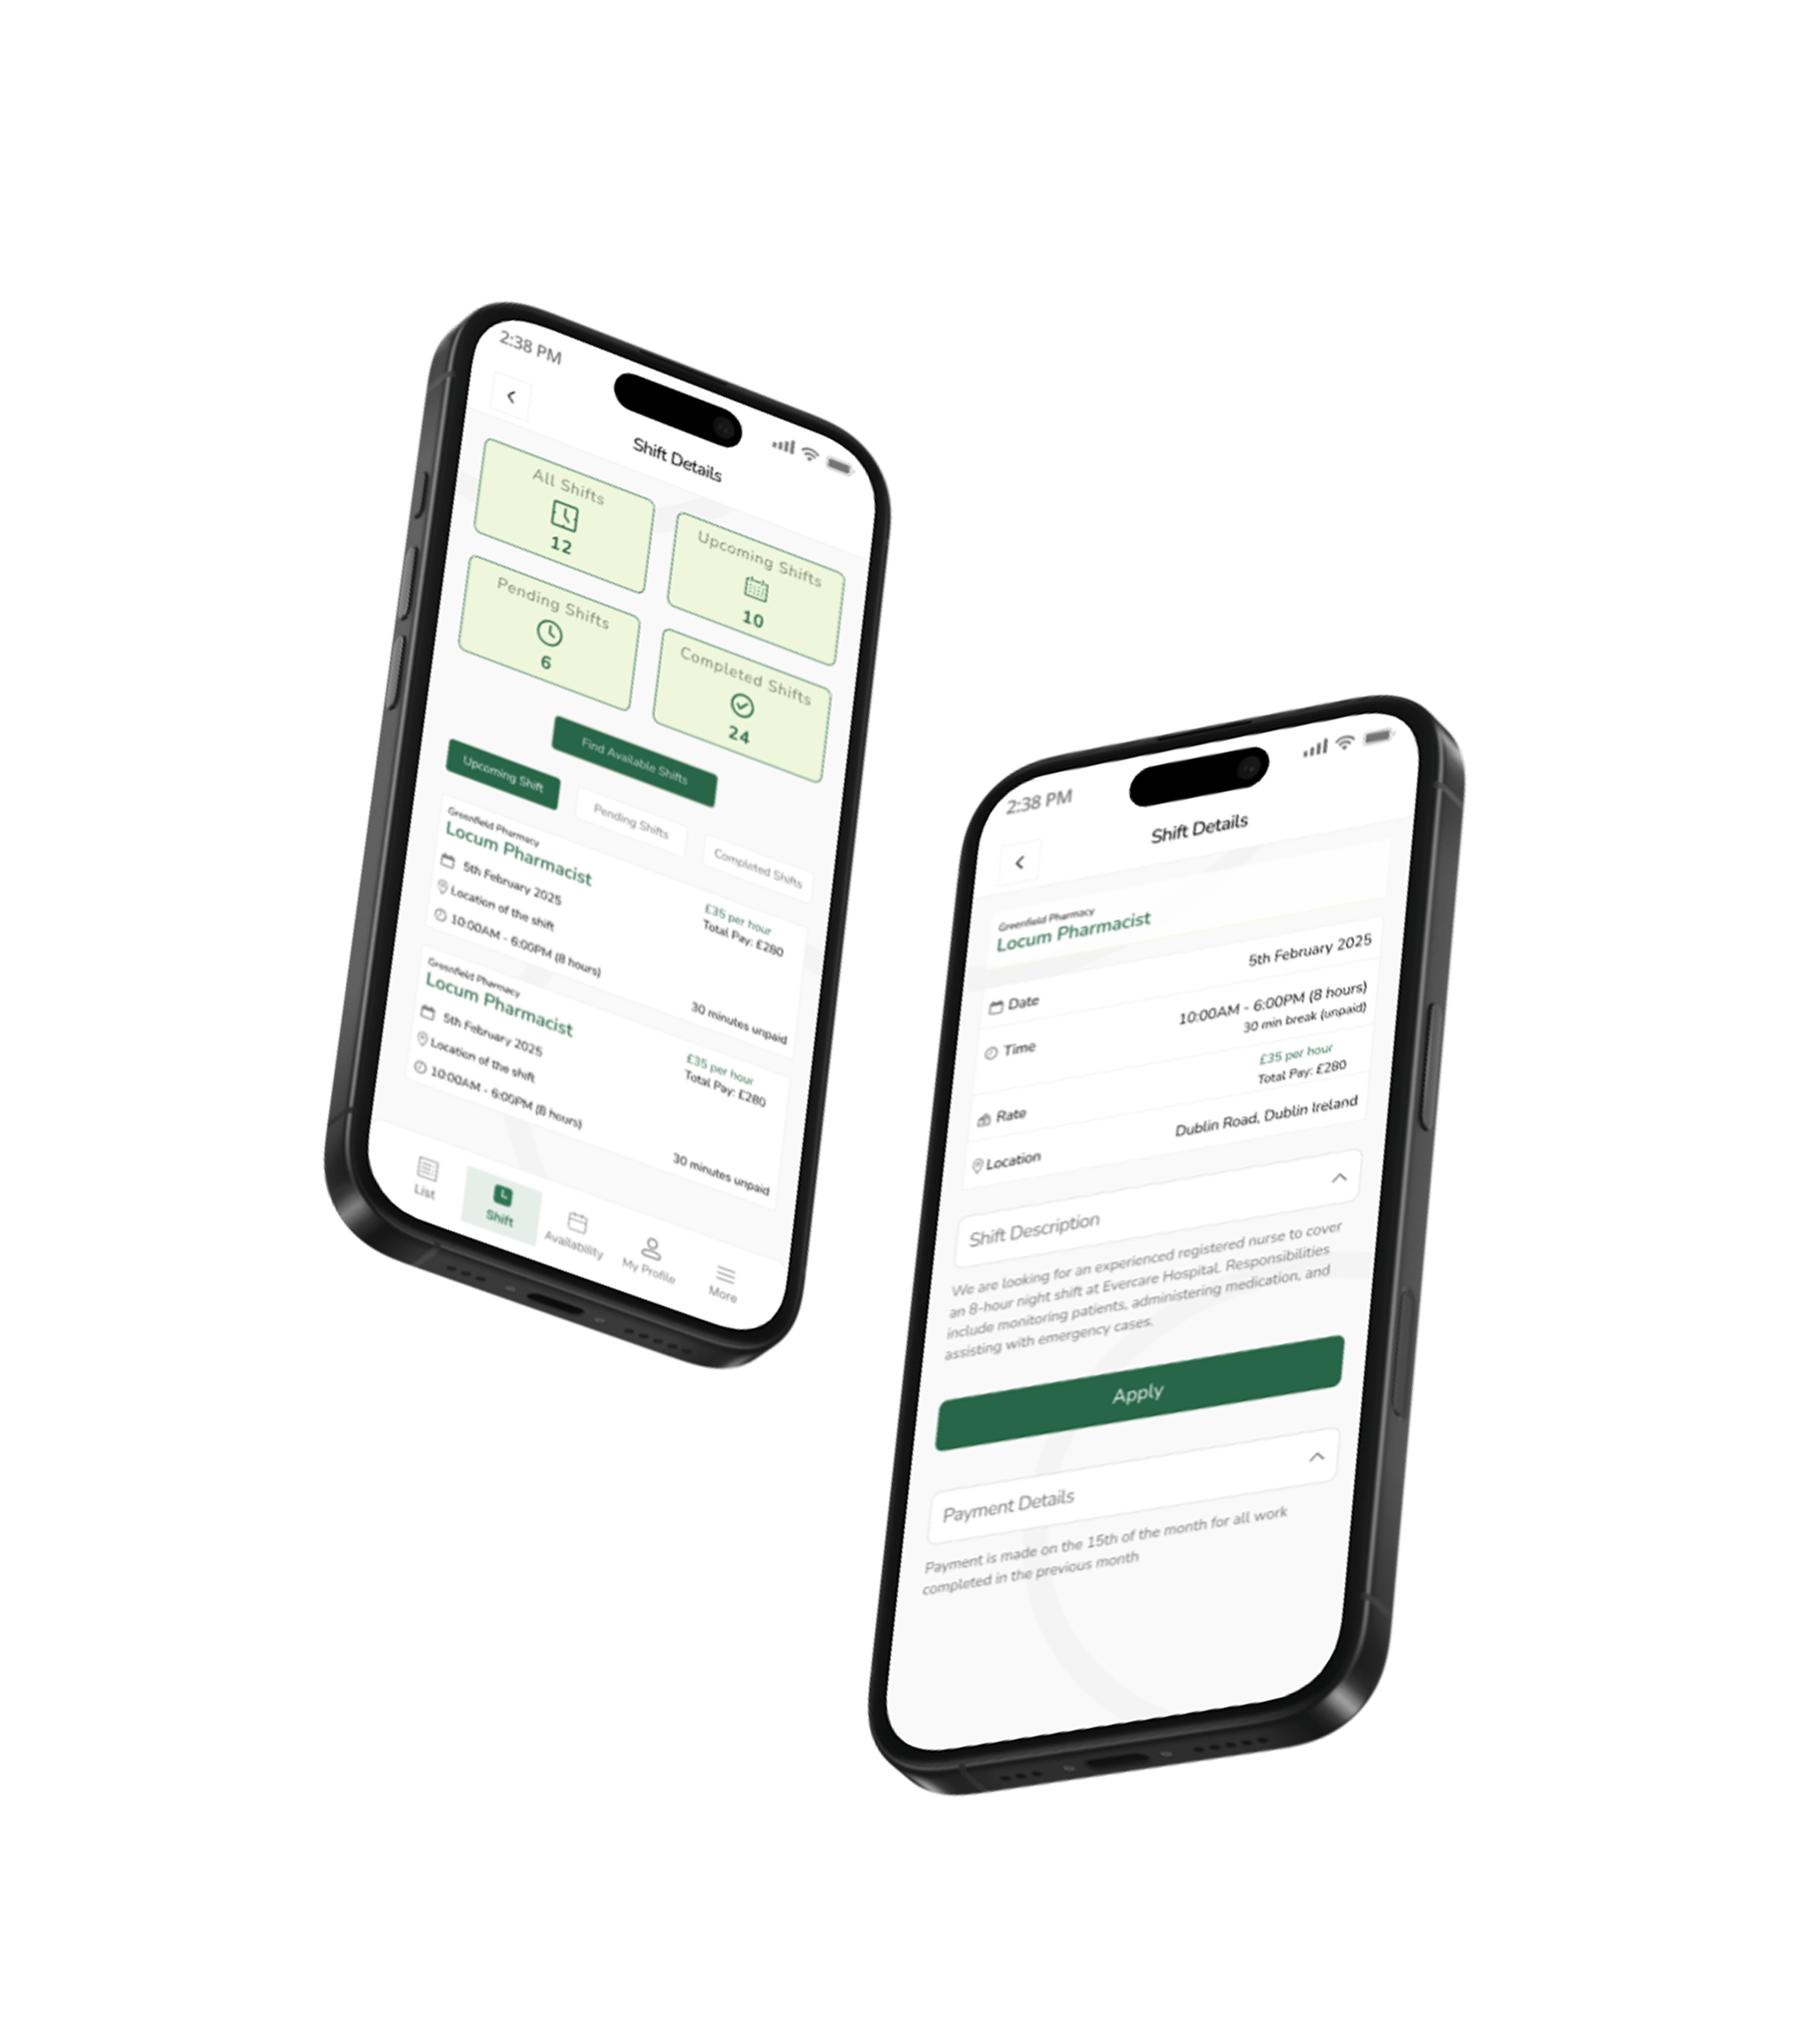 2:38 PM
Shift Details
All Shifts
12
Upcoming Shifts
10
Pending Shifts
6
Completed Shifts
24
Find Available Shifts
Upcoming Shift
Pending Shifts
Completed Shifts
Greenfield Pharmacy
Locum Pharmacist
5th February 2025
£35 per hour
Location of the shift
Total Pay: £280
10:00AM - 6:00PM (8 hours)
30 minutes unpaid
Greenfield Pharmacy
Locum Pharmacist
5th February 2025
£35 per hour
Location of the shift
Total Pay: £280
10:00AM - 6:00PM (8 hours)
30 minutes unpaid
List
Shift
Availability
My Profile
More
2:38 PM
Shift Details
Greenfield Pharmacy
Locum Pharmacist
Date
5th February 2025
Time
10:00AM - 6:00PM (8 hours)
30 min break (unpaid)
Rate
£35 per hour
Total Pay: £280
Location
Dublin Road, Dublin Ireland
Shift Description
We are looking for an experienced registered nurse to cover
an 8-hour night shift at Evercare Hospital. Responsibilities
include monitoring patients, administering medication, and
assisting with emergency cases.
Apply
Payment Details
Payment is made on the 15th of the month for all work
completed in the previous month